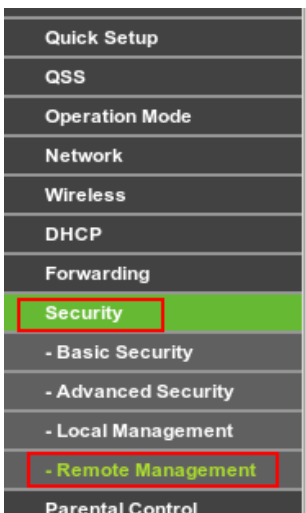 Quick Setup
QSS
Operation Mode
Network
Wireless
DHCP
Forwarding
Security
- Basic Security
- Advanced Security
- Local Management
- Remote Management
Parental Control